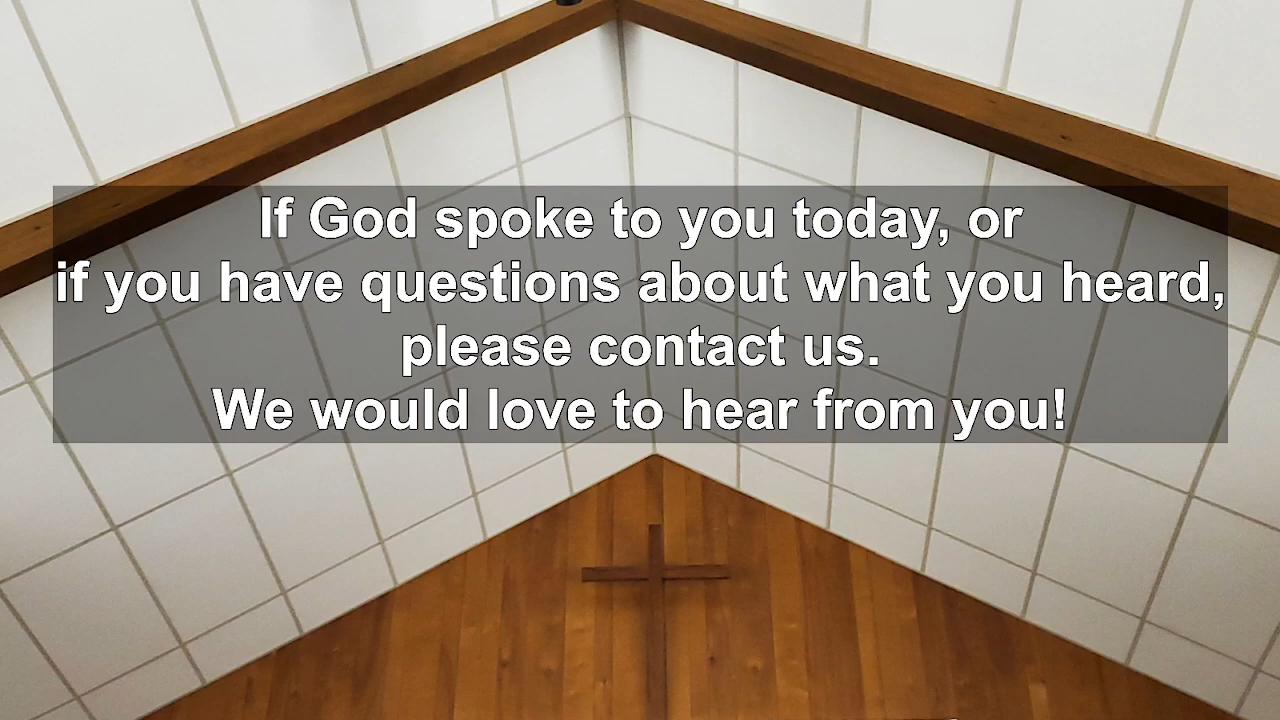 If God spoke to you today, or
if you have questions about what you heard,
please contact us.
We would love to hear from you!